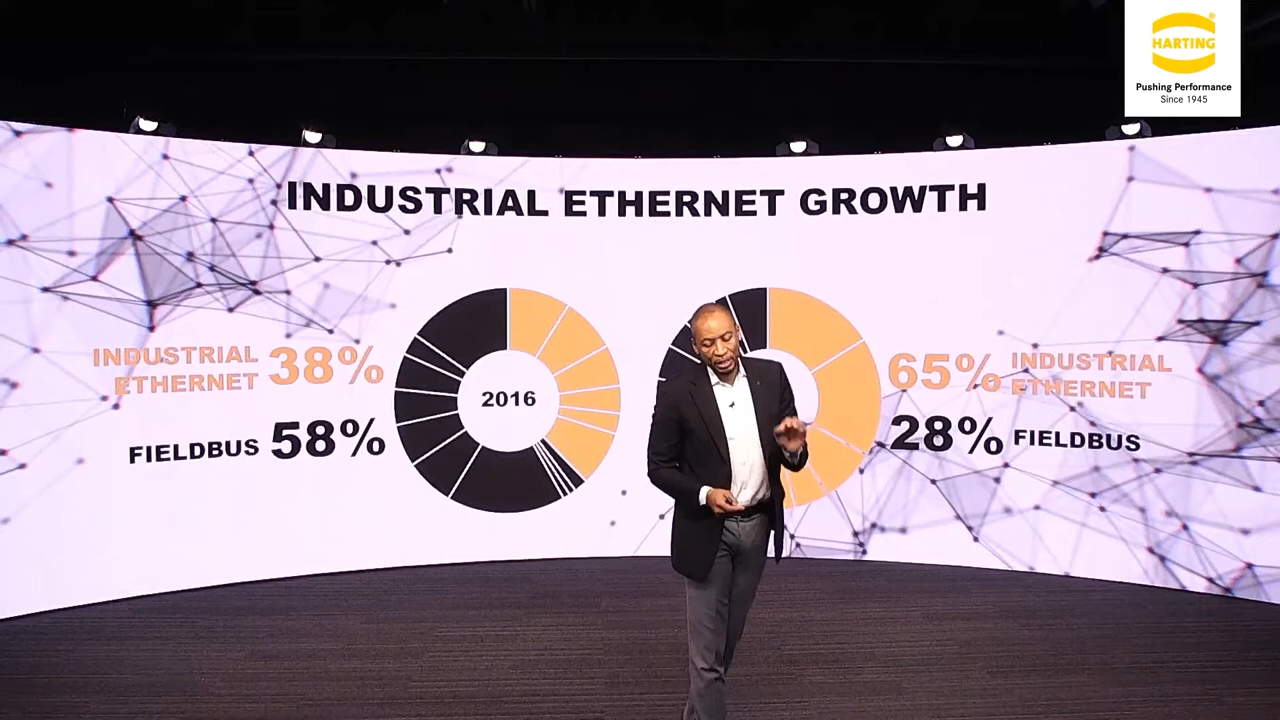 HARTING
Pushing Performance
Since 1945
INDUSTRIAL ETHERNET GROWTH
INDUSTRIAL
ETHERNET
38%
FIELDBUS 58%
2016
65%
INDUSTRIAL
ETHERNET
28% FIELDBUS